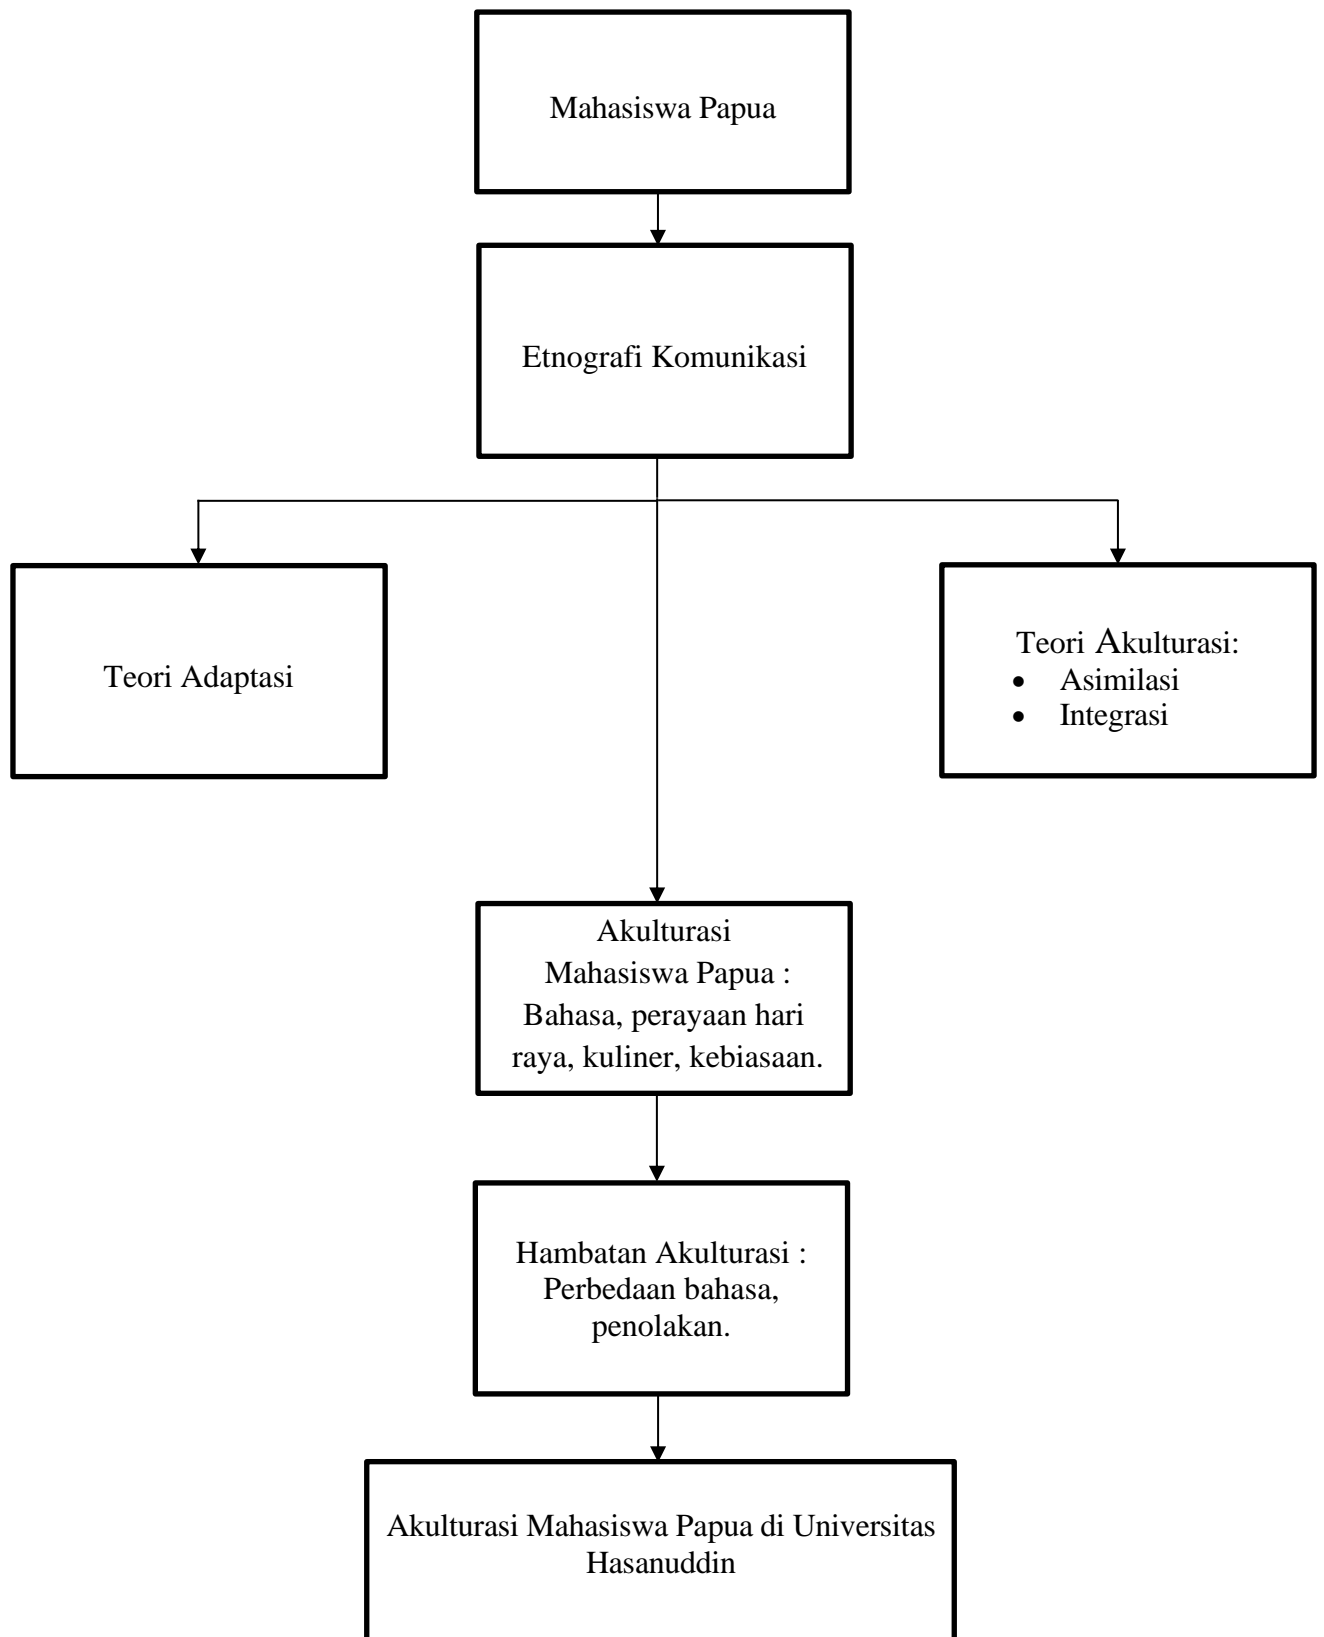 Mahasiswa Papua
Etnografi Komunikasi
Teori Adaptasi
Teori Akulturasi:
• Asimilasi
• Integrasi
Akulturasi
Mahasiswa Papua :
Bahasa, perayaan hari
raya, kuliner, kebiasaan.
Hambatan Akulturasi :
Perbedaan bahasa,
penolakan.
Akulturasi Mahasiswa Papua di Universitas
Hasanuddin